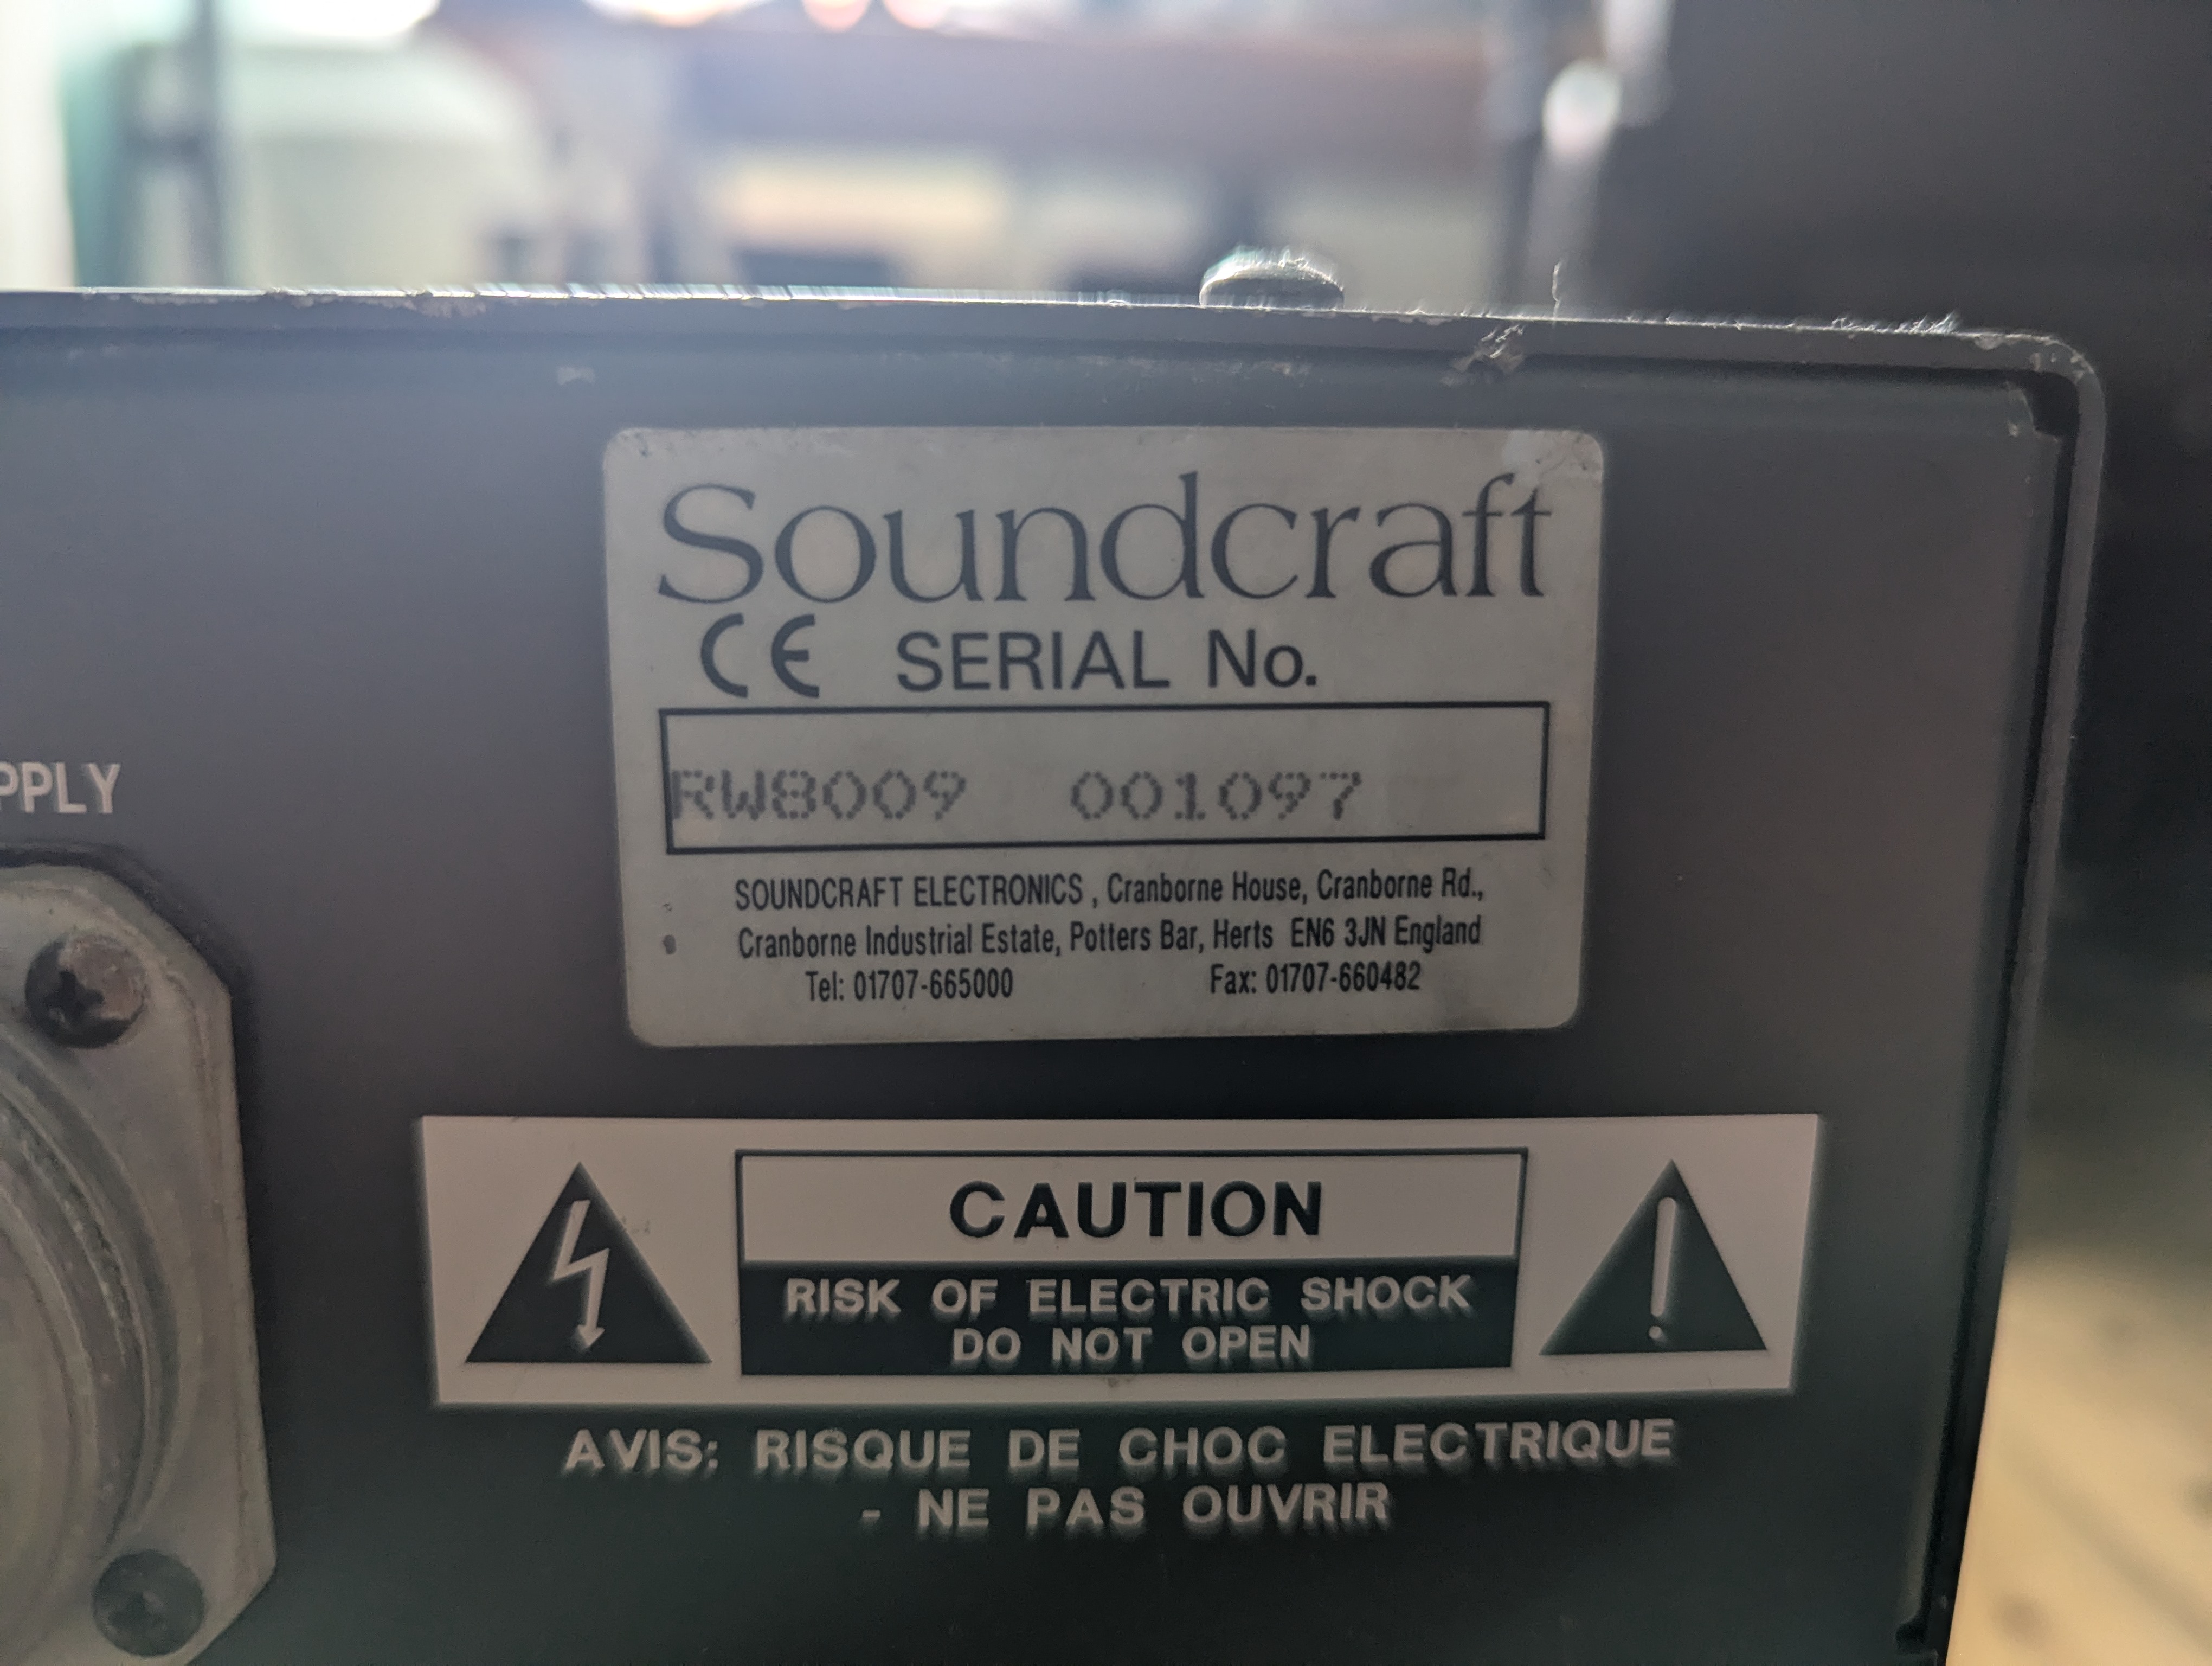 Soundcraft
CE SERIAL No.
RW8009 001097
SOUNDCRAFT ELECTRONICS , Cranborne House, Cranborne Rd.,
Cranborne Industrial Estate, Potters Bar, Herts EN6 3JN England
Tel: 01707-665000 Fax: 01707-660482
PPLY
CAUTION
RISK OF ELECTRIC SHOCK
DO NOT OPEN
AVIS: RISQUE DE CHOC ELECTRIQUE
- NE PAS OUVRIR